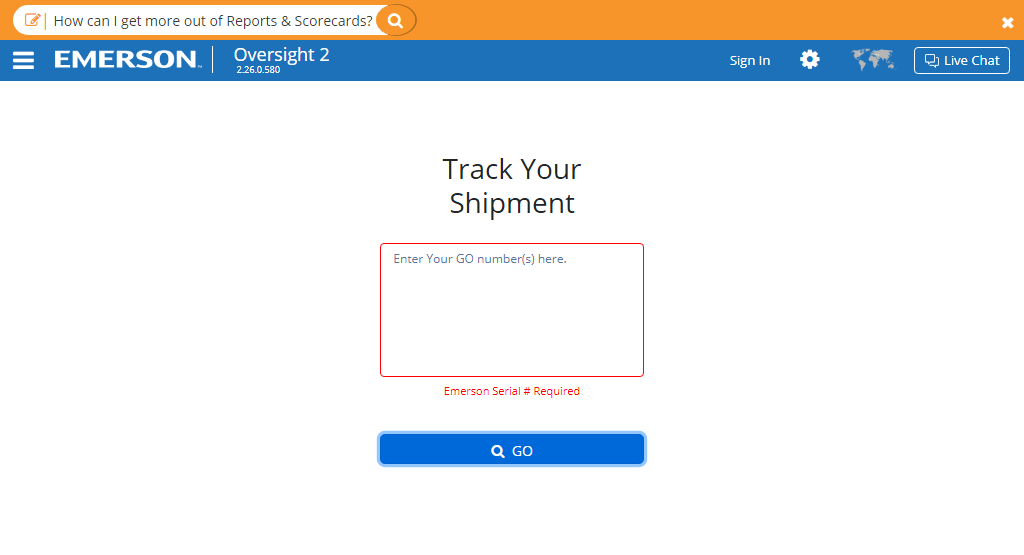 How can I get more out of Reports & Scorecards?
EMERSON™
Oversight 2
2.26.0.580
Sign In
Live Chat
Track Your
Shipment
Enter Your GO number(s) here.
Emerson Serial # Required
GO